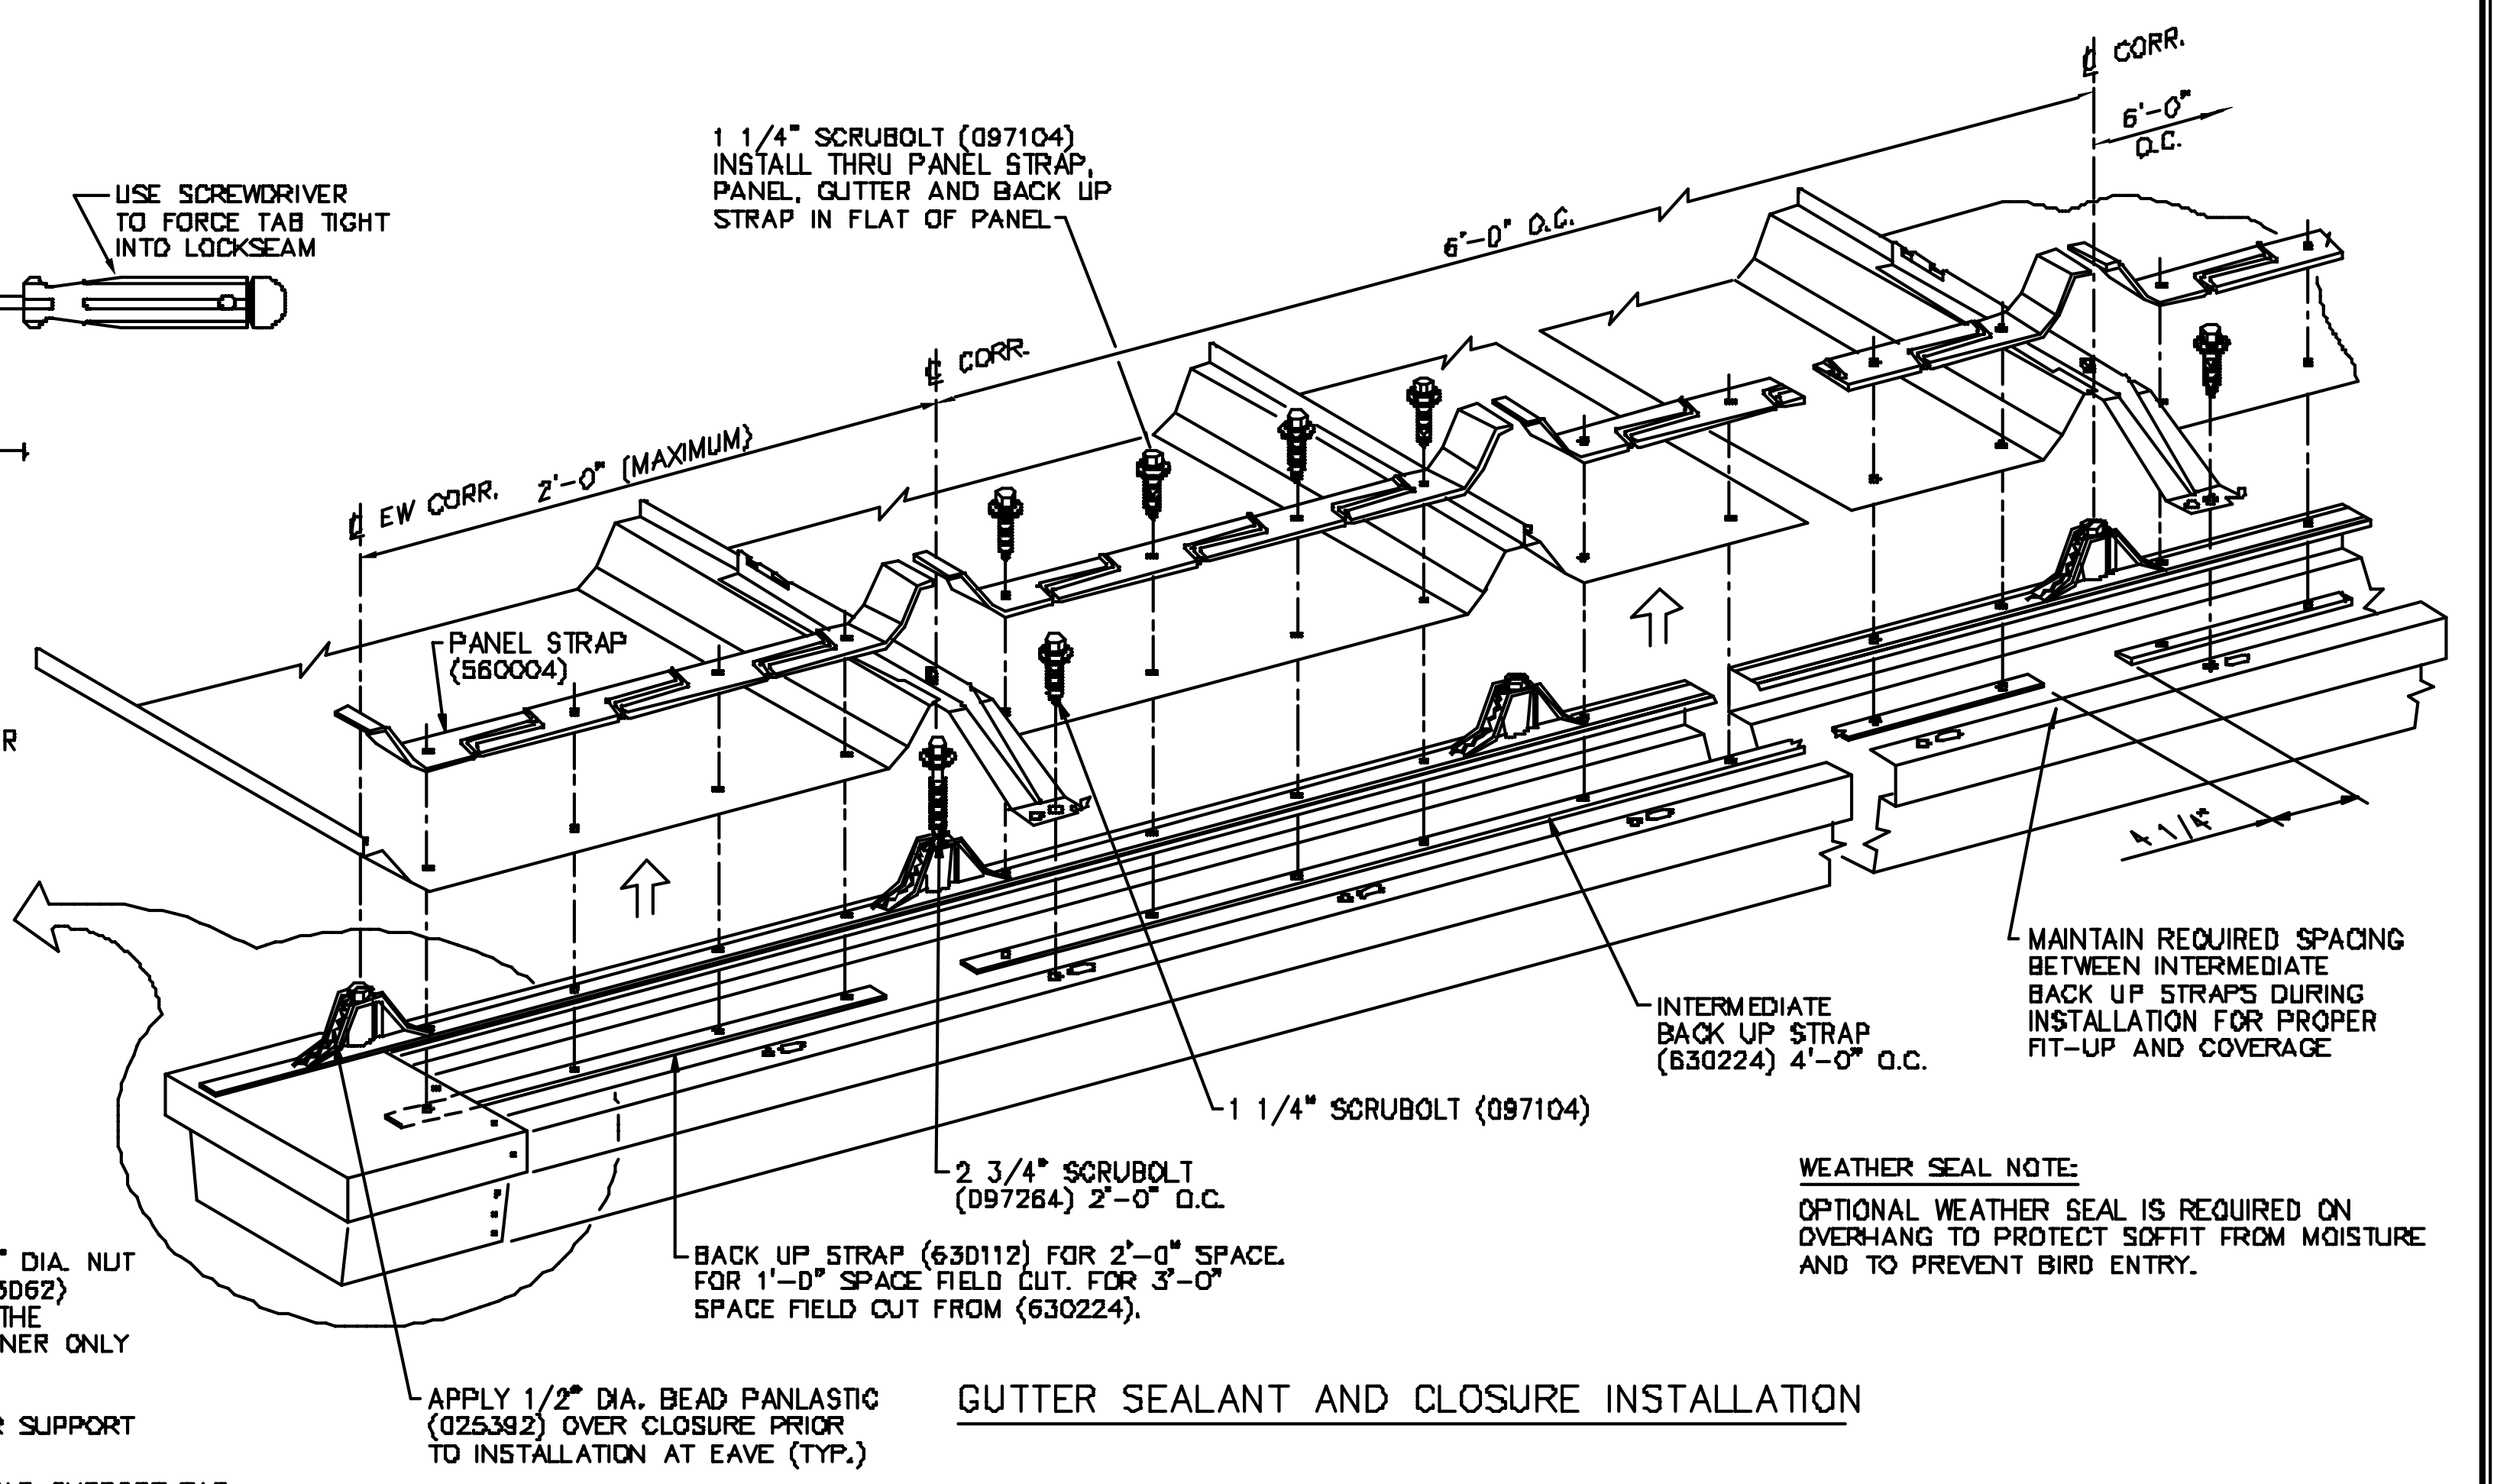 ℄ CORR.
6'-0"
O.C.
1 1/4" SCRUBOLT (097104)
INSTALL THRU PANEL STRAP,
PANEL, GUTTER AND BACK UP
STRAP IN FLAT OF PANEL
USE SCREWDRIVER
TO FORCE TAB TIGHT
INTO LOCKSEAM
6'-0" O.C.
℄ CORR.
℄ EW CORR.
2'-0" (MAXIMUM)
PANEL STRAP
(560004)
R
4 1/4"
MAINTAIN REQUIRED SPACING
BETWEEN INTERMEDIATE
BACK UP STRAPS DURING
INSTALLATION FOR PROPER
FIT-UP AND COVERAGE
INTERMEDIATE
BACK UP STRAP
(630224) 4'-0" O.C.
1 1/4" SCRUBOLT (097104)
2 3/4" SCRUBOLT
(097264) 2'-0" O.C.
WEATHER SEAL NOTE:
OPTIONAL WEATHER SEAL IS REQUIRED ON
OVERHANG TO PROTECT SOFFIT FROM MOISTURE
AND TO PREVENT BIRD ENTRY.
BACK UP STRAP (630112) FOR 2'-0" SPACE.
FOR 1'-0" SPACE FIELD CUT. FOR 3'-0"
SPACE FIELD CUT FROM (630224).
" DIA. NUT
3062)
THE
NER ONLY
APPLY 1/2" DIA. BEAD PANLASTIC
(025392) OVER CLOSURE PRIOR
TO INSTALLATION AT EAVE (TYP.)
R SUPPORT
GUTTER SEALANT AND CLOSURE INSTALLATION